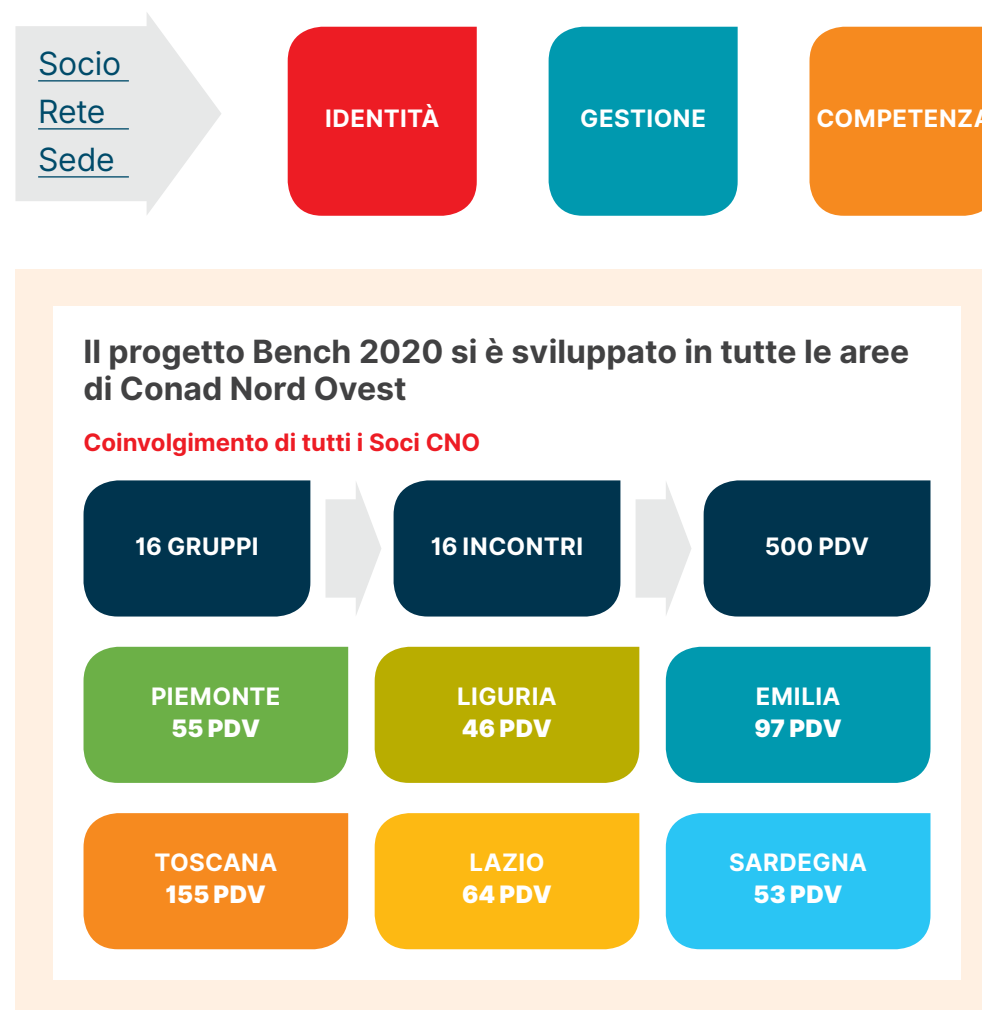 Socio
Rete
Sede
IDENTITÀ
GESTIONE
COMPETENZA
Il progetto Bench 2020 si è sviluppato in tutte le aree
di Conad Nord Ovest
Coinvolgimento di tutti i Soci CNO
16 GRUPPI
16 INCONTRI
500 PDV
PIEMONTE
55 PDV
LIGURIA
46 PDV
EMILIA
97 PDV
TOSCANA
155 PDV
LAZIO
64 PDV
SARDEGNA
53 PDV